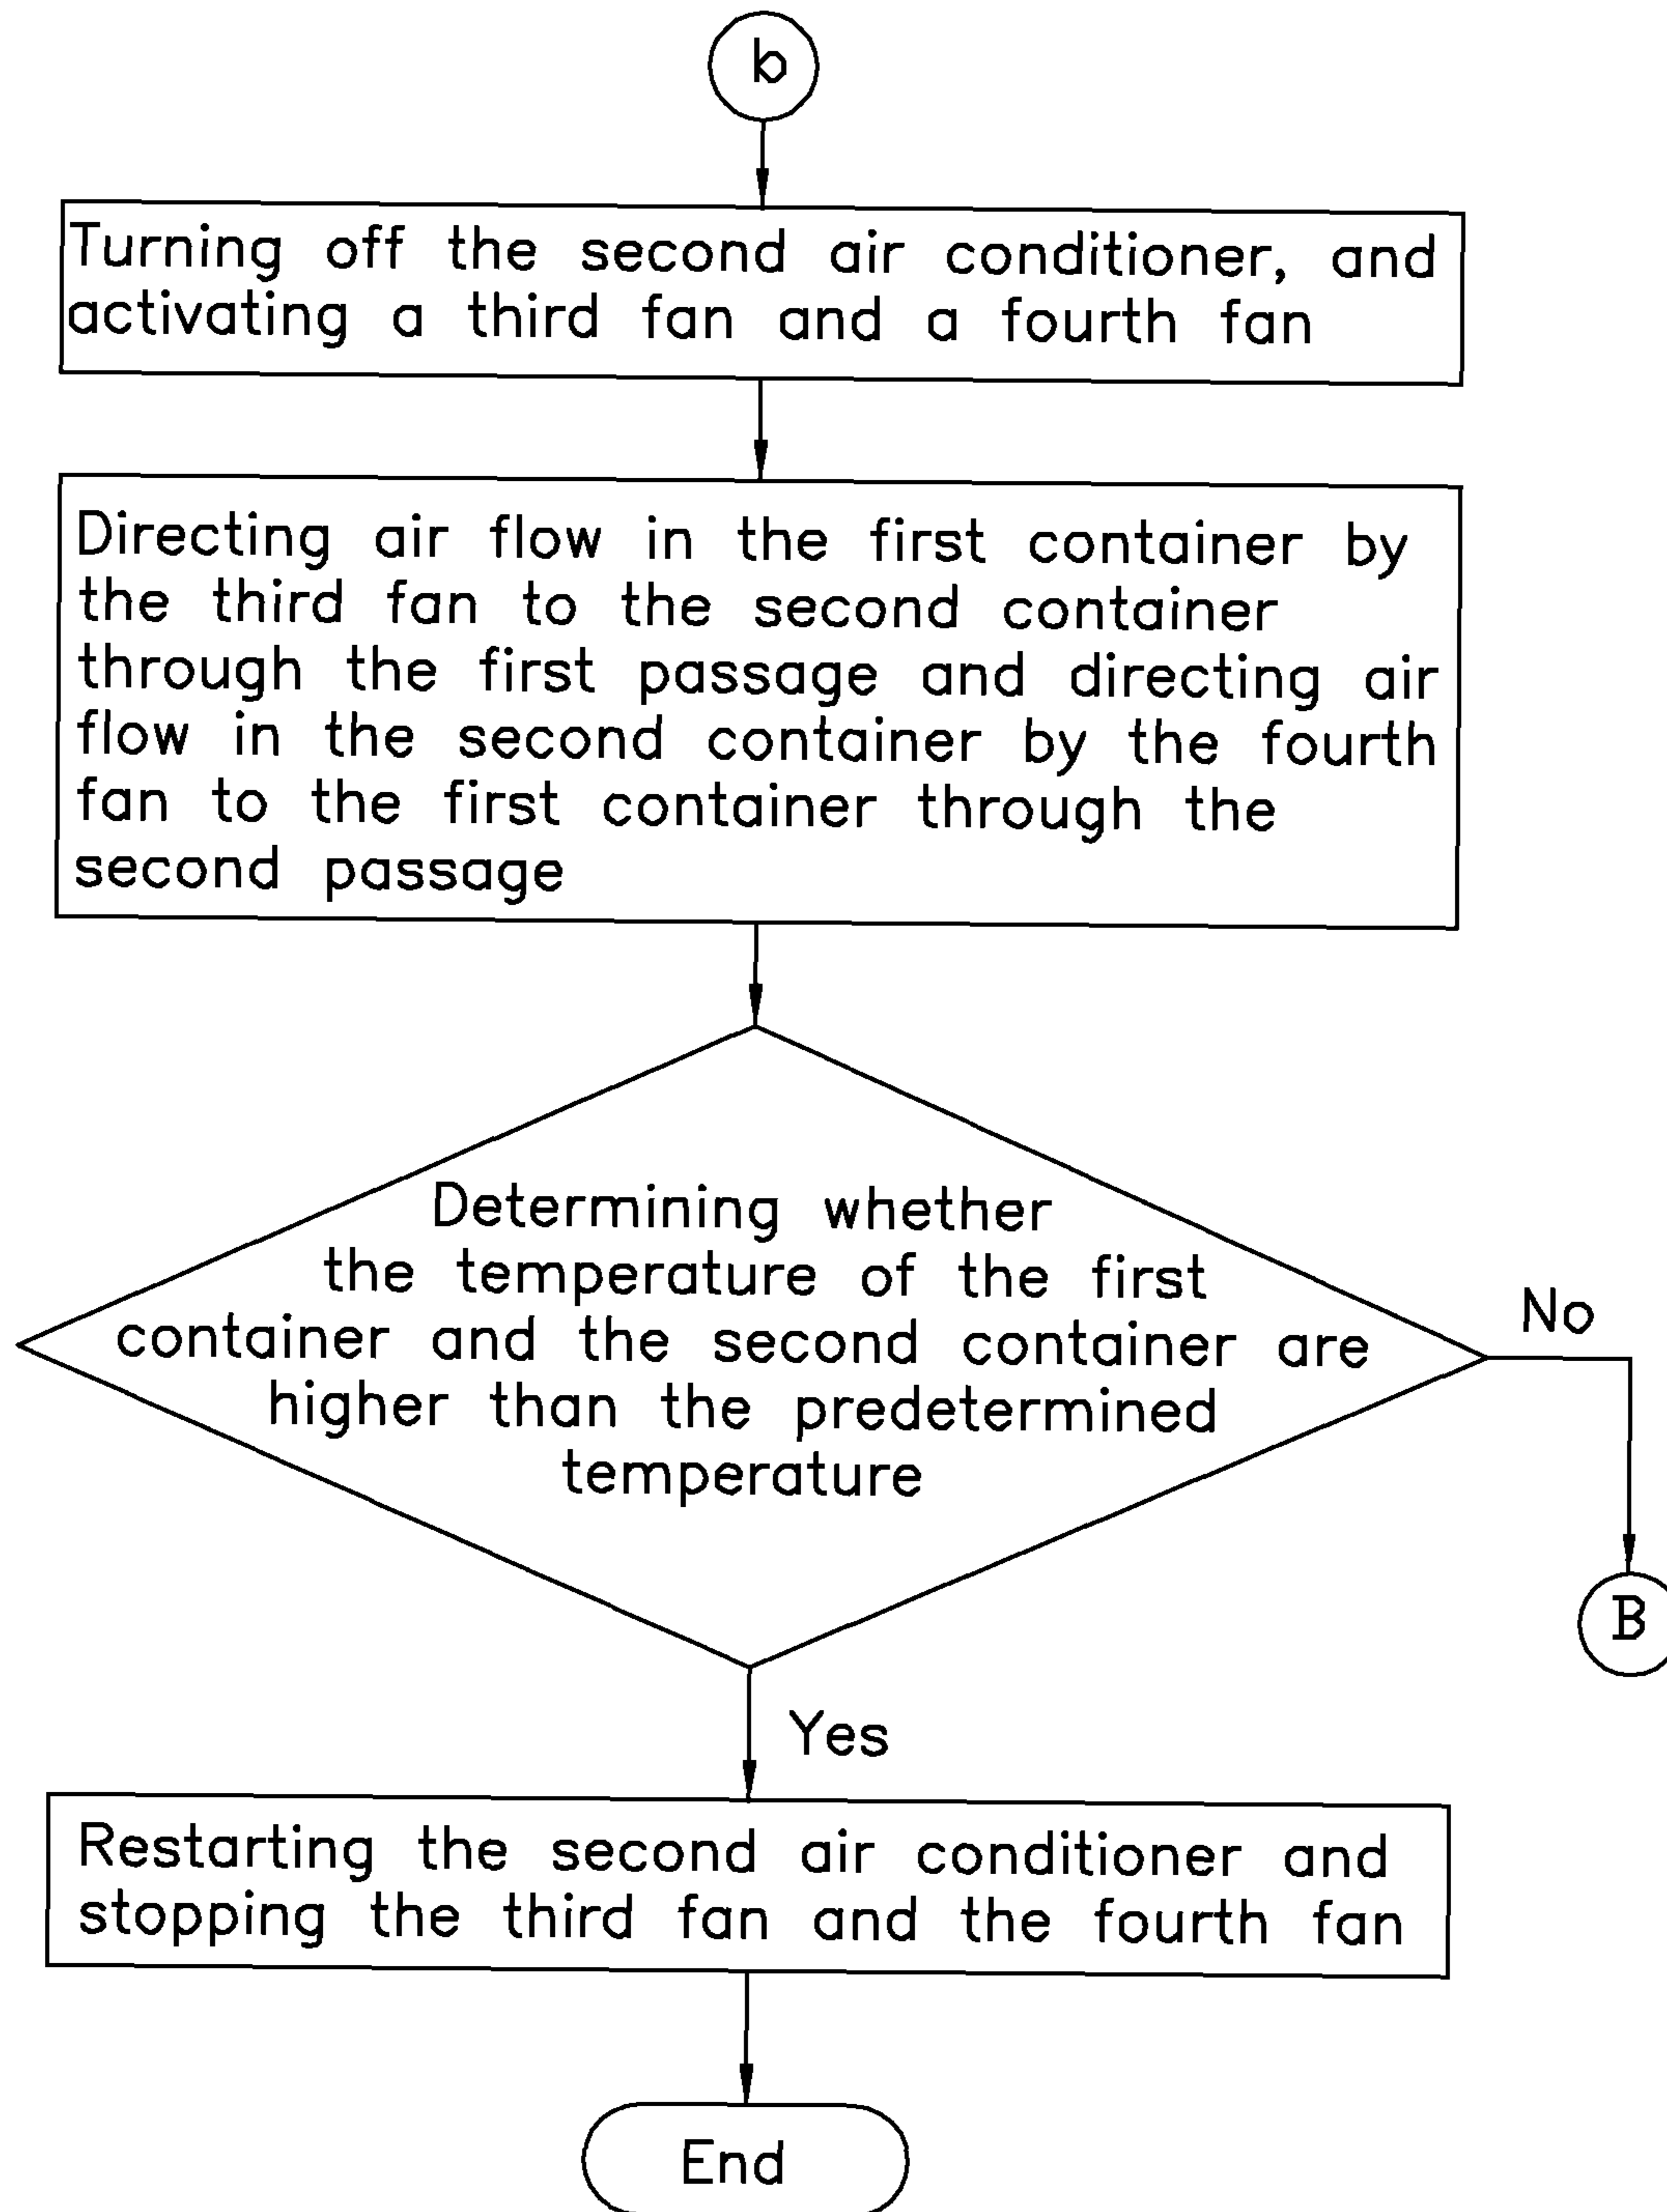 b
Turning off the second air conditioner, and
activating a third fan and a fourth fan
Directing air flow in the first container by
the third fan to the second container
through the first passage and directing air
flow in the second container by the fourth
fan to the first container through the
second passage
Determining whether
the temperature of the first
container and the second container are
higher than the predetermined
temperature
No
B
Yes
Restarting the second air conditioner and
stopping the third fan and the fourth fan
End